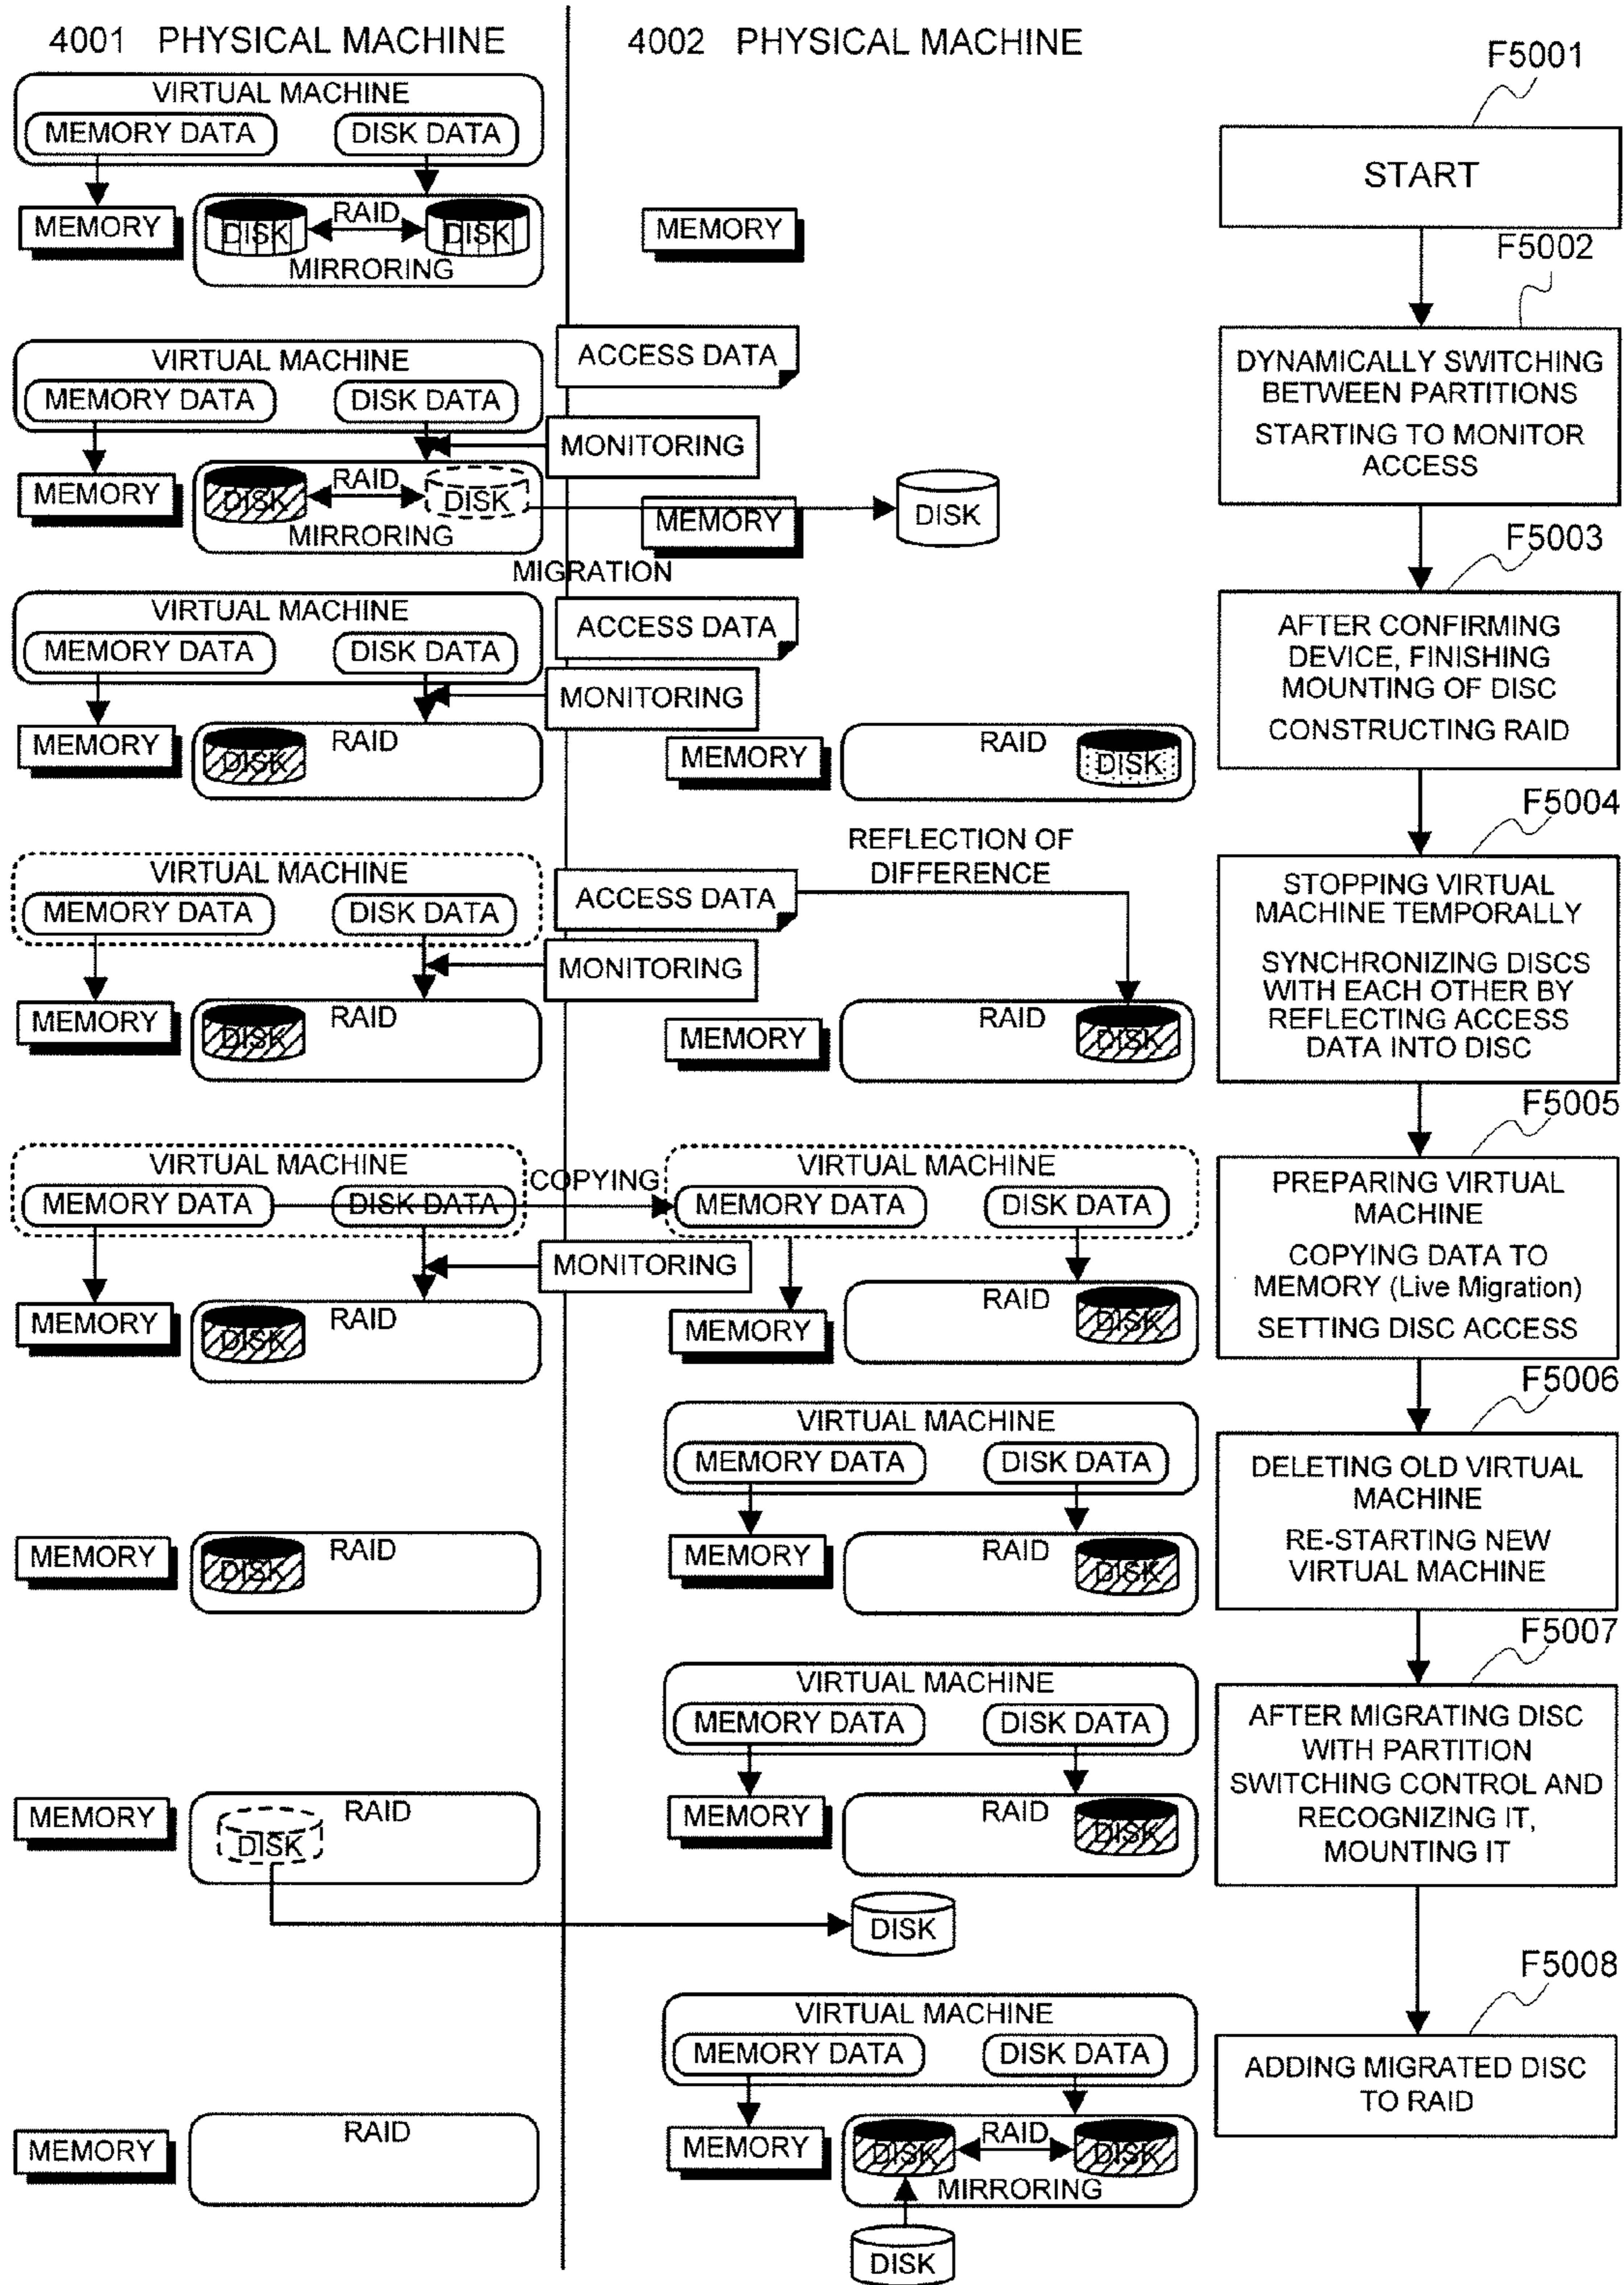 4001 PHYSICAL MACHINE
4002 PHYSICAL MACHINE
F5001
VIRTUAL MACHINE
MEMORY DATA
DISK DATA
START
MEMORY
DISK
RAID
DISK
MIRRORING
MEMORY
F5002
VIRTUAL MACHINE
MEMORY DATA
DISK DATA
ACCESS DATA
MONITORING
MEMORY
DISK
RAID
DISK
MIRRORING
MEMORY
DISK
DYNAMICALLY SWITCHING
BETWEEN PARTITIONS
STARTING TO MONITOR
ACCESS
F5003
MIGRATION
VIRTUAL MACHINE
MEMORY DATA
DISK DATA
ACCESS DATA
MONITORING
MEMORY
DISK
RAID
MEMORY
RAID
DISK
AFTER CONFIRMING
DEVICE, FINISHING
MOUNTING OF DISC
CONSTRUCTING RAID
F5004
VIRTUAL MACHINE
MEMORY DATA
DISK DATA
ACCESS DATA
REFLECTION OF
DIFFERENCE
MONITORING
MEMORY
DISK
RAID
MEMORY
RAID
DISK
STOPPING VIRTUAL
MACHINE TEMPORALLY
SYNCHRONIZING DISCS
WITH EACH OTHER BY
REFLECTING ACCESS
DATA INTO DISC
F5005
VIRTUAL MACHINE
MEMORY DATA
DISK DATA
COPYING
VIRTUAL MACHINE
MEMORY DATA
DISK DATA
MONITORING
MEMORY
DISK
RAID
MEMORY
RAID
DISK
PREPARING VIRTUAL
MACHINE
COPYING DATA TO
MEMORY (Live Migration)
SETTING DISC ACCESS
F5006
VIRTUAL MACHINE
MEMORY DATA
DISK DATA
MEMORY
DISK
RAID
MEMORY
RAID
DISK
DELETING OLD VIRTUAL
MACHINE
RE-STARTING NEW
VIRTUAL MACHINE
F5007
VIRTUAL MACHINE
MEMORY DATA
DISK DATA
MEMORY
DISK
RAID
MEMORY
RAID
DISK
DISK
AFTER MIGRATING DISC
WITH PARTITION
SWITCHING CONTROL AND
RECOGNIZING IT,
MOUNTING IT
F5008
VIRTUAL MACHINE
MEMORY DATA
DISK DATA
MEMORY
RAID
MEMORY
DISK
RAID
DISK
MIRRORING
DISK
ADDING MIGRATED DISC
TO RAID